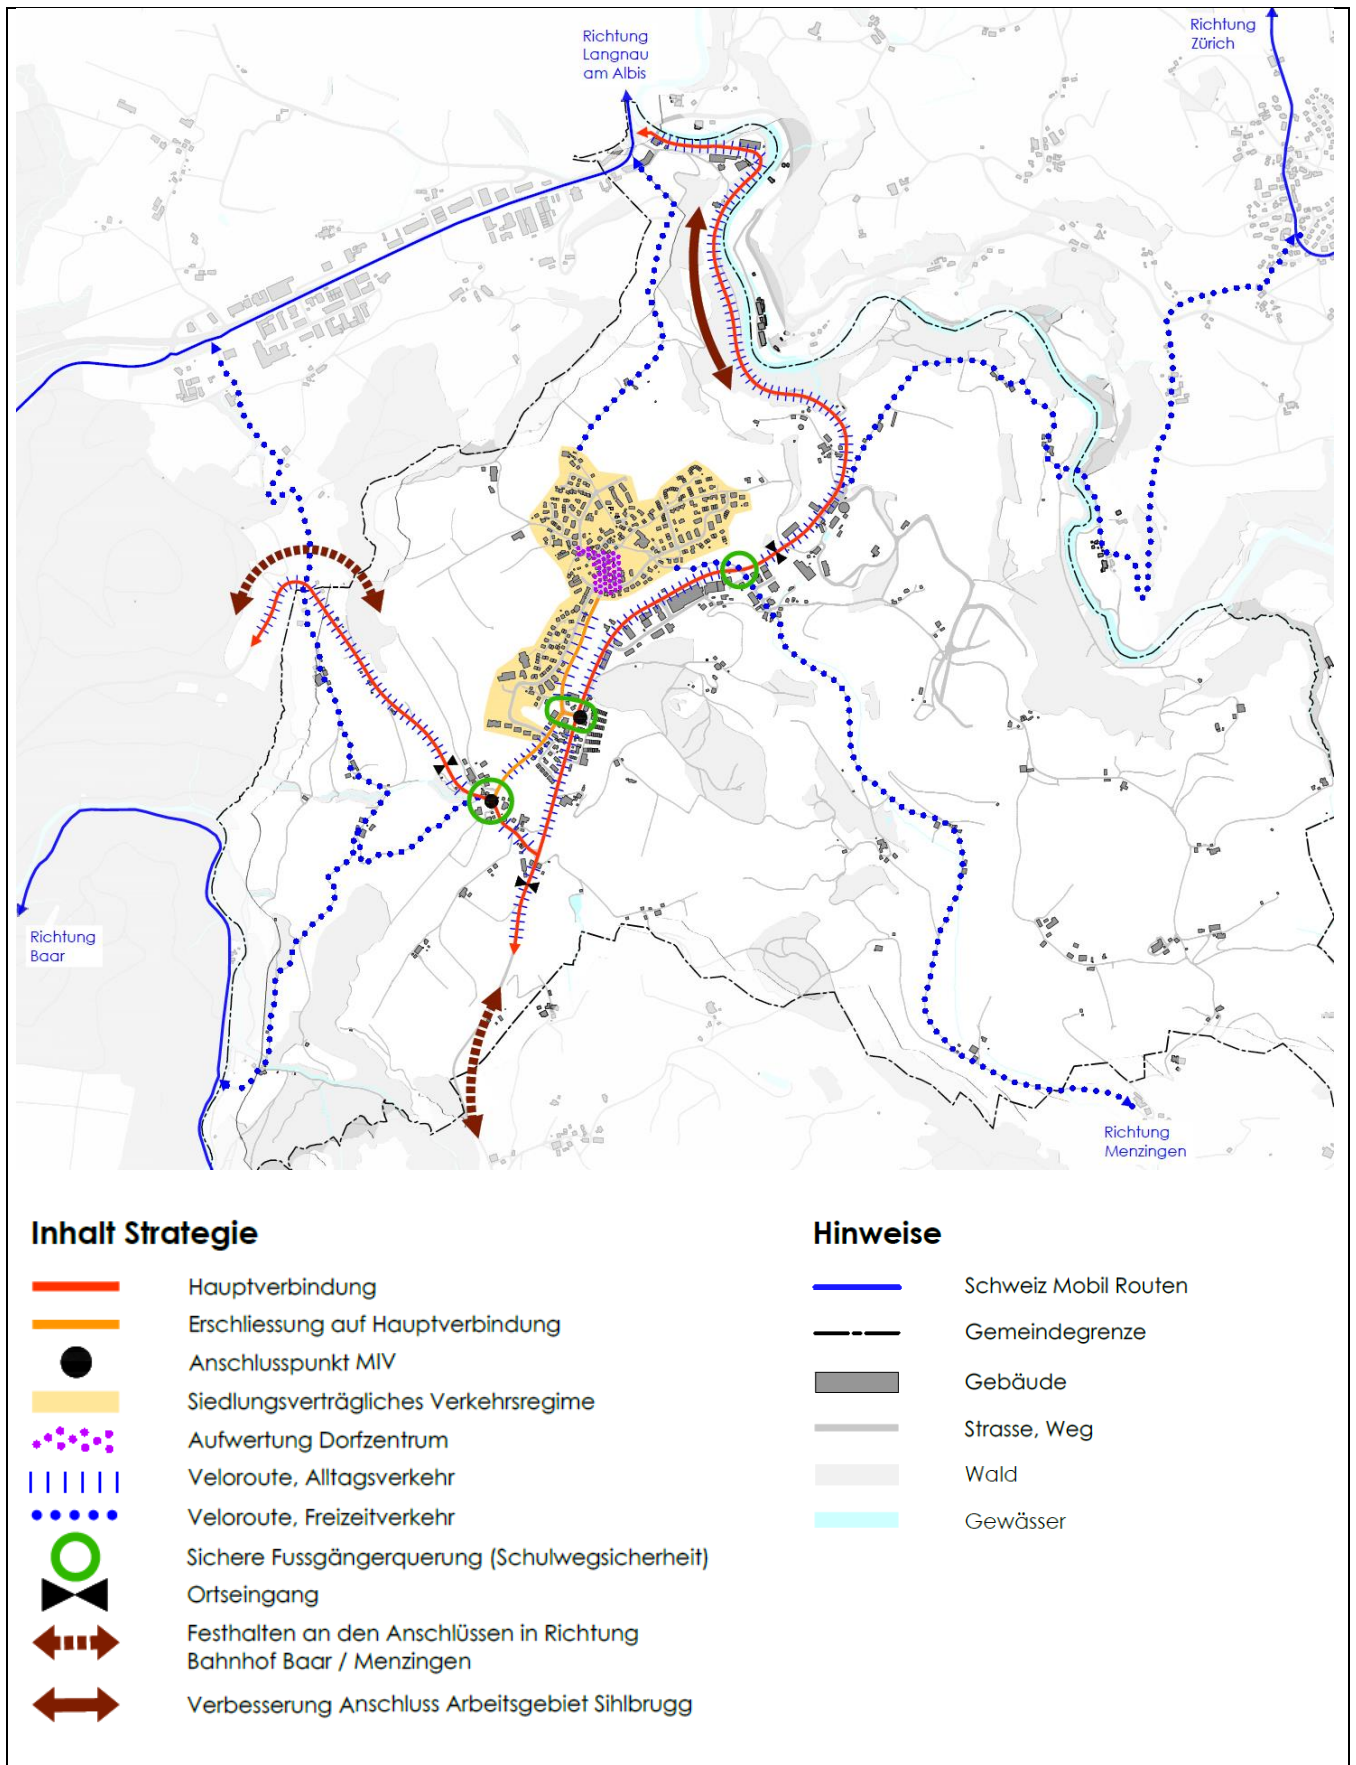 Richtung
Langnau
am Albis
Richtung
Zürich
Richtung
Baar
Richtung
Menzingen
Inhalt Strategie
Hauptverbindung
Erschliessung auf Hauptverbindung
Anschlusspunkt MIV
Siedlungsverträgliches Verkehrsregime
Aufwertung Dorfzentrum
Veloroute, Alltagsverkehr
Veloroute, Freizeitverkehr
Sichere Fussgängerquerung (Schulwegsicherheit)
Ortseingang
Festhalten an den Anschlüssen in Richtung
Bahnhof Baar / Menzingen
Verbesserung Anschluss Arbeitsgebiet Sihlbrugg
Hinweise
Schweiz Mobil Routen
Gemeindegrenze
Gebäude
Strasse, Weg
Wald
Gewässer